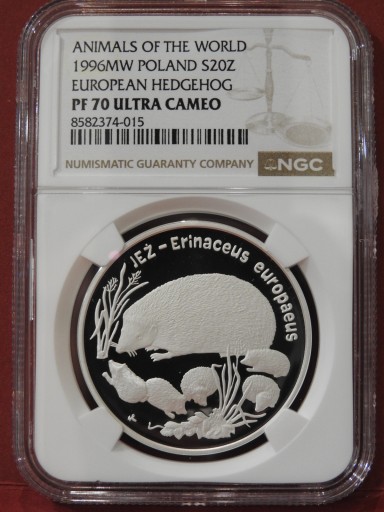 ANIMALS OF THE WORLD
1996MW POLAND S20Z
EUROPEAN HEDGEHOG
PF 70 ULTRA CAMEO
8582374-015
NUMISMATIC GUARANTY COMPANY NGC
JEŻ - Erinaceus europaeus